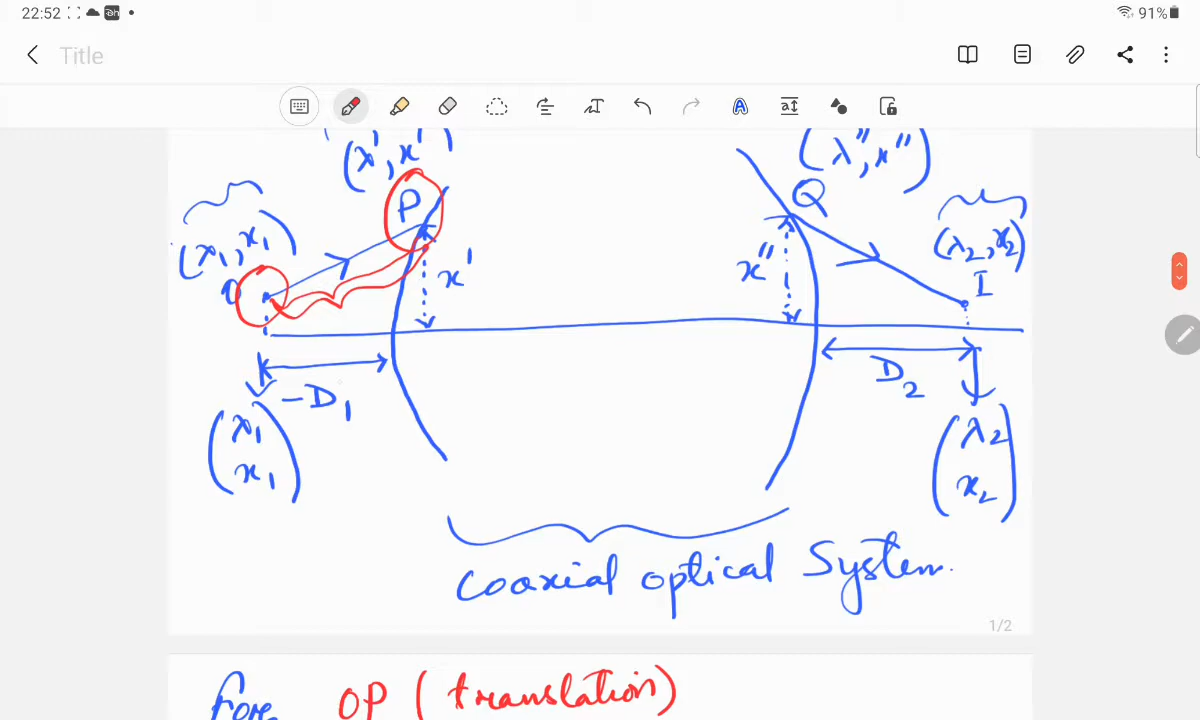 22:52
91%
Title
(λ', x')
(λ'', x'')
P
Q
(λ₁, x₁)
(λ₂, x₂)
x'
x''
I
-D₁
D₂
(λ₁
x₁)
(λ₂
x₂)
Coaxial optical System.
1/2
For OP (translation)